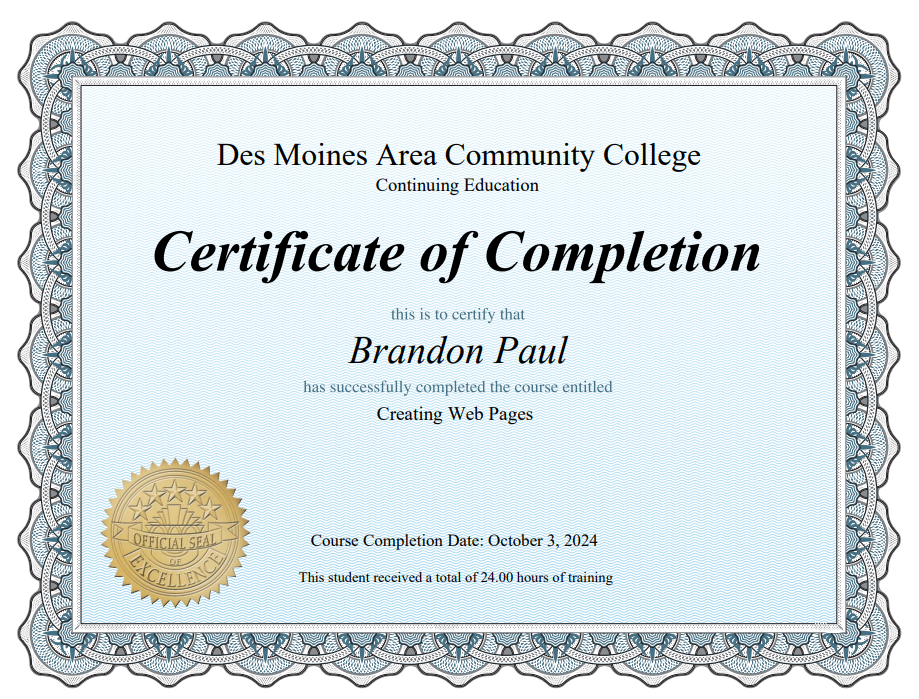 Des Moines Area Community College
Continuing Education
Certificate of Completion
this is to certify that
Brandon Paul
has successfully completed the course entitled
Creating Web Pages
OFFICIAL SEAL
OF
EXCELLENCE
Course Completion Date: October 3, 2024
This student received a total of 24.00 hours of training